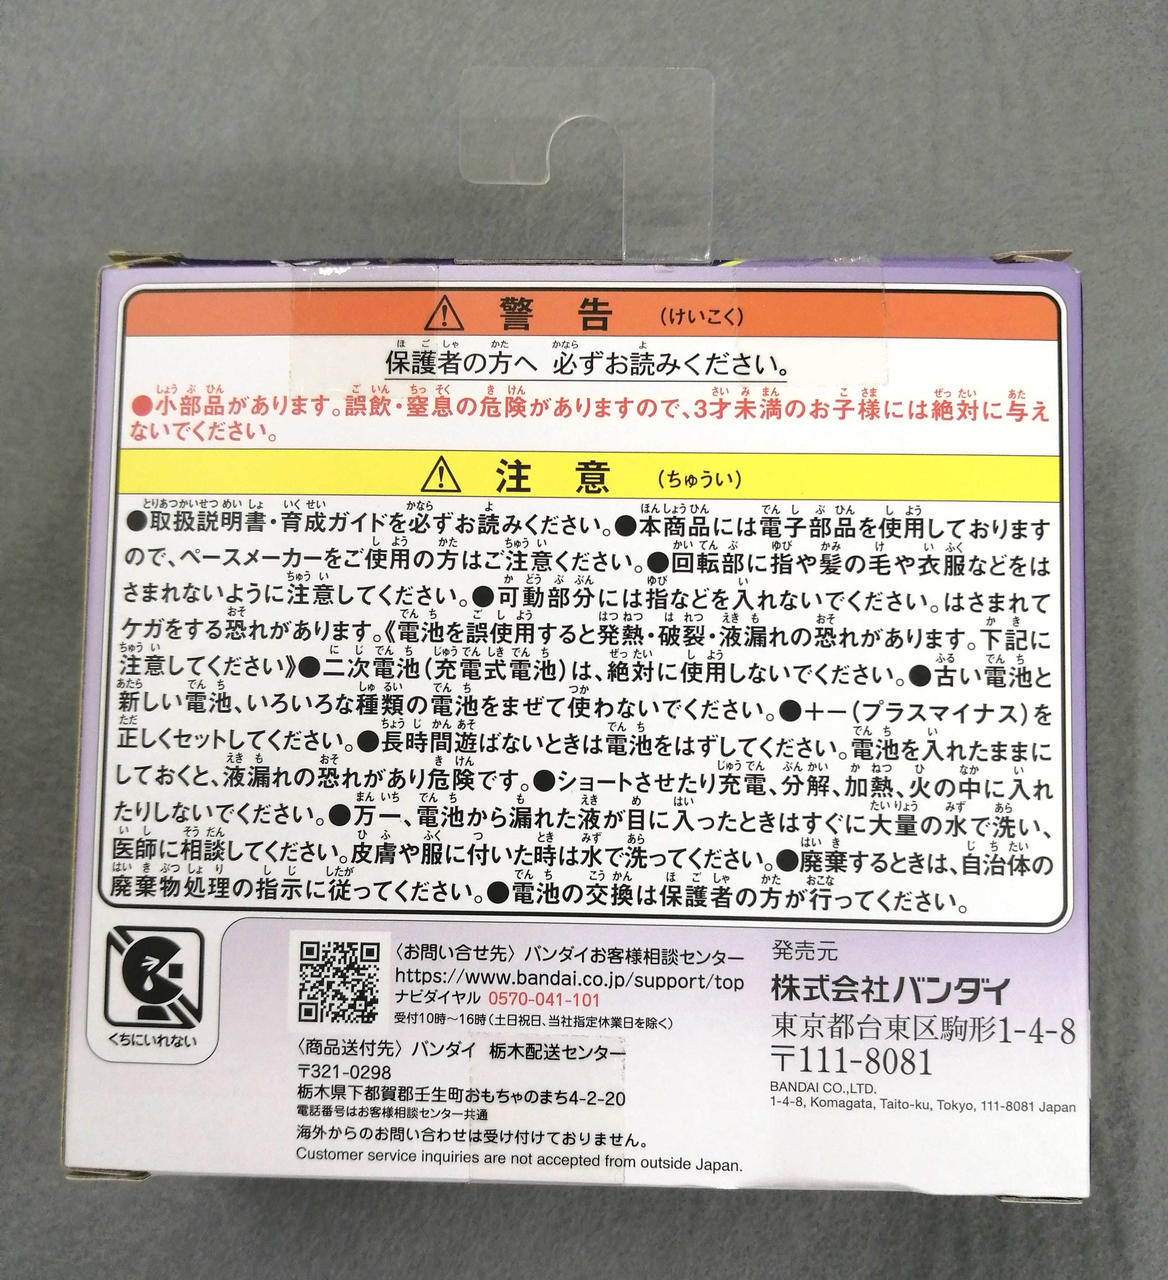 ⚠ 警告 (けいこく)
保護者の方へ 必ずお読みください。
●小部品があります。誤飲・窒息の危険がありますので、3才未満のお子様には絶対に与え
ないでください。
⚠ 注意 (ちゅうい)
●取扱説明書・育成ガイドを必ずお読みください。●本商品には電子部品を使用しております
ので、ペースメーカーをご使用の方はご注意ください。●回転部に指や髪の毛や衣服などをは
さまれないように注意してください。●可動部分には指などを入れないでください。はさまれて
ケガをする恐れがあります。《電池を誤使用すると発熱・破裂・液漏れの恐れがあります。下記に
注意してください》●二次電池(充電式電池)は、絶対に使用しないでください。●古い電池と
新しい電池、いろいろな種類の電池をまぜて使わないでください。●+-(プラスマイナス)を
正しくセットしてください。●長時間遊ばないときは電池をはずしてください。電池を入れたままに
しておくと、液漏れの恐れがあり危険です。●ショートさせたり充電、分解、加熱、火の中に入れ
たりしないでください。●万一、電池から漏れた液が目に入ったときはすぐに大量の水で洗い、
医師に相談してください。皮膚や服に付いた時は水で洗ってください。●廃棄するときは、自治体の
廃棄物処理の指示に従ってください。●電池の交換は保護者の方が行ってください。
くちにいれない
〈お問い合せ先〉バンダイお客様相談センター
https://www.bandai.co.jp/support/top
ナビダイヤル 0570-041-101
受付10時～16時(土日祝日、当社指定休業日を除く)
〈商品送付先〉バンダイ 栃木配送センター
〒321-0298
栃木県下都賀郡壬生町おもちゃのまち4-2-20
電話番号はお客様相談センター共通
海外からのお問い合わせは受け付けておりません。
Customer service inquiries are not accepted from outside Japan.
発売元
株式会社バンダイ
東京都台東区駒形1-4-8
〒111-8081
BANDAI CO.,LTD.
1-4-8, Komagata, Taito-ku, Tokyo, 111-8081 Japan